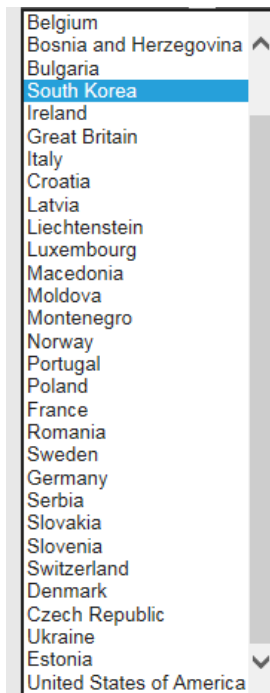 Belgium
Bosnia and Herzegovina
Bulgaria
South Korea
Ireland
Great Britain
Italy
Croatia
Latvia
Liechtenstein
Luxembourg
Macedonia
Moldova
Montenegro
Norway
Portugal
Poland
France
Romania
Sweden
Germany
Serbia
Slovakia
Slovenia
Switzerland
Denmark
Czech Republic
Ukraine
Estonia
United States of America